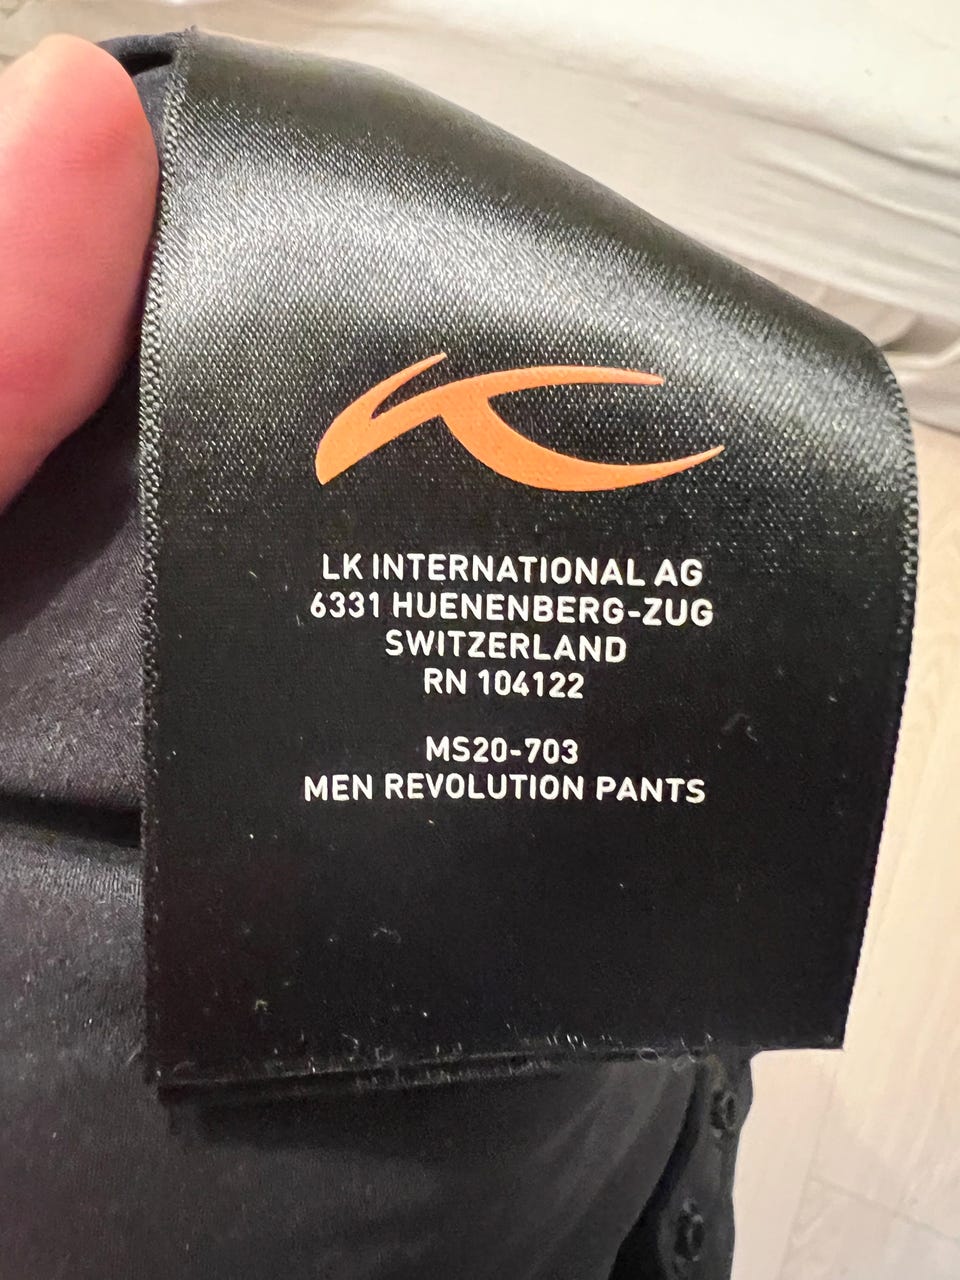 LK INTERNATIONAL AG
6331 HUENENBERG-ZUG
SWITZERLAND
RN 104122
MS20-703
MEN REVOLUTION PANTS